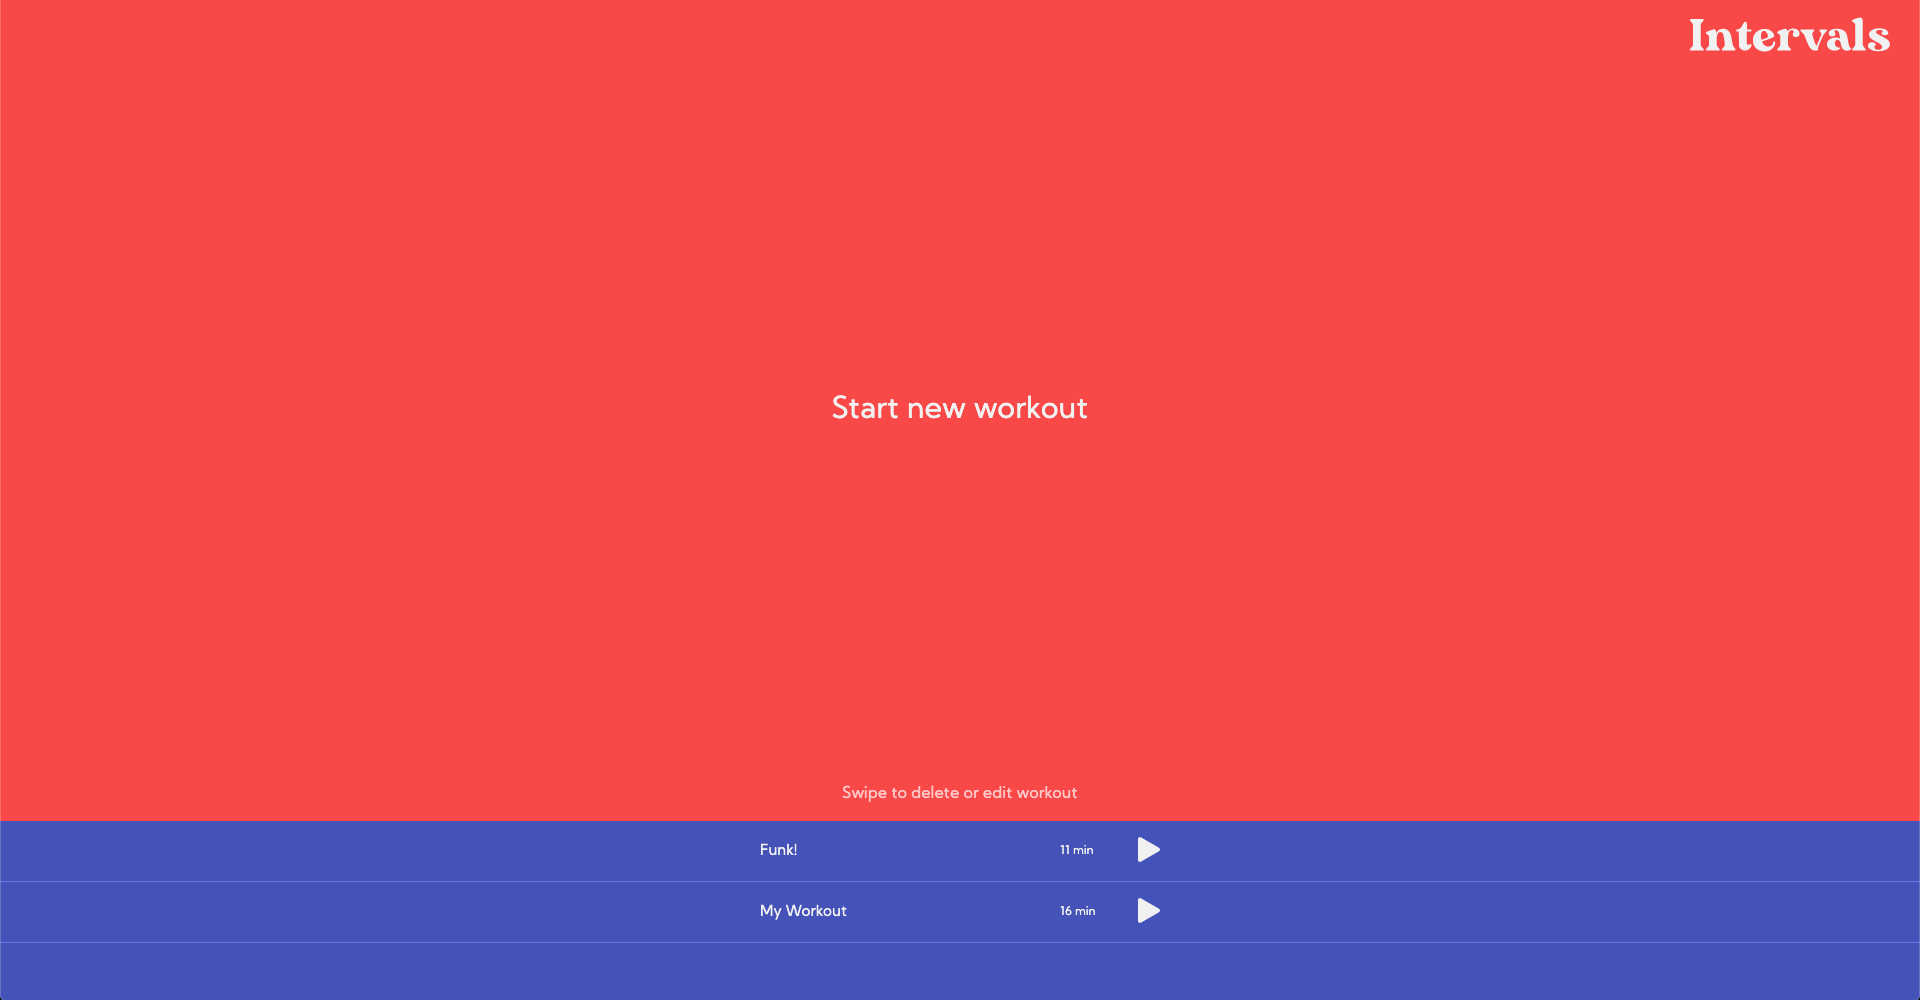 Intervals
Start new workout
Swipe to delete or edit workout
Funk! 11 min
My Workout 16 min